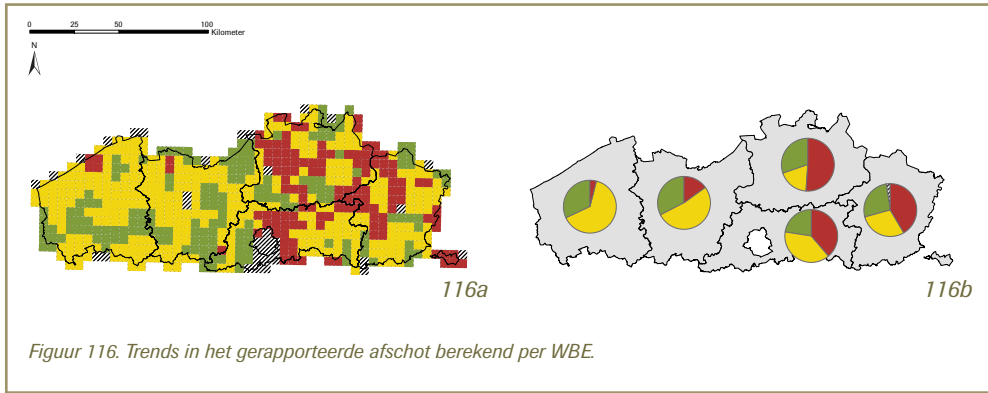 0 25 50 100
Kilometer
N
116a
116b
Figuur 116. Trends in het gerapporteerde afschot berekend per WBE.